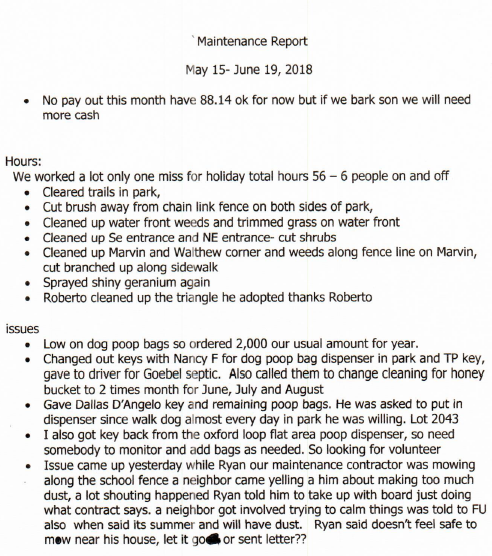 Maintenance Report
May 15- June 19, 2018
• No pay out this month have 88.14 ok for now but if we bark son we will need
more cash
Hours:
We worked a lot only one miss for holiday total hours 56 – 6 people on and off
• Cleared trails in park,
• Cut brush away from chain link fence on both sides of park,
• Cleaned up water front weeds and trimmed grass on water front
• Cleaned up Se entrance and NE entrance- cut shrubs
• Cleaned up Marvin and Walthew corner and weeds along fence line on Marvin,
cut branched up along sidewalk
• Sprayed shiny geranium again
• Roberto cleaned up the triangle he adopted thanks Roberto
issues
• Low on dog poop bags so ordered 2,000 our usual amount for year.
• Changed out keys with Nancy F for dog poop bag dispenser in park and TP key,
gave to driver for Goebel septic. Also called them to change cleaning for honey
bucket to 2 times month for June, July and August
• Gave Dallas D'Angelo key and remaining poop bags. He was asked to put in
dispenser since walk dog almost every day in park he was willing. Lot 2043
• I also got key back from the oxford loop flat area poop dispenser, so need
somebody to monitor and add bags as needed. So looking for volunteer
• Issue came up yesterday while Ryan our maintenance contractor was mowing
along the school fence a neighbor came yelling a him about making too much
dust, a lot shouting happened Ryan told him to take up with board just doing
what contract says. a neighbor got involved trying to calm things was told to FU
also when said its summer and will have dust. Ryan said doesn't feel safe to
mow near his house, let it go or sent letter??